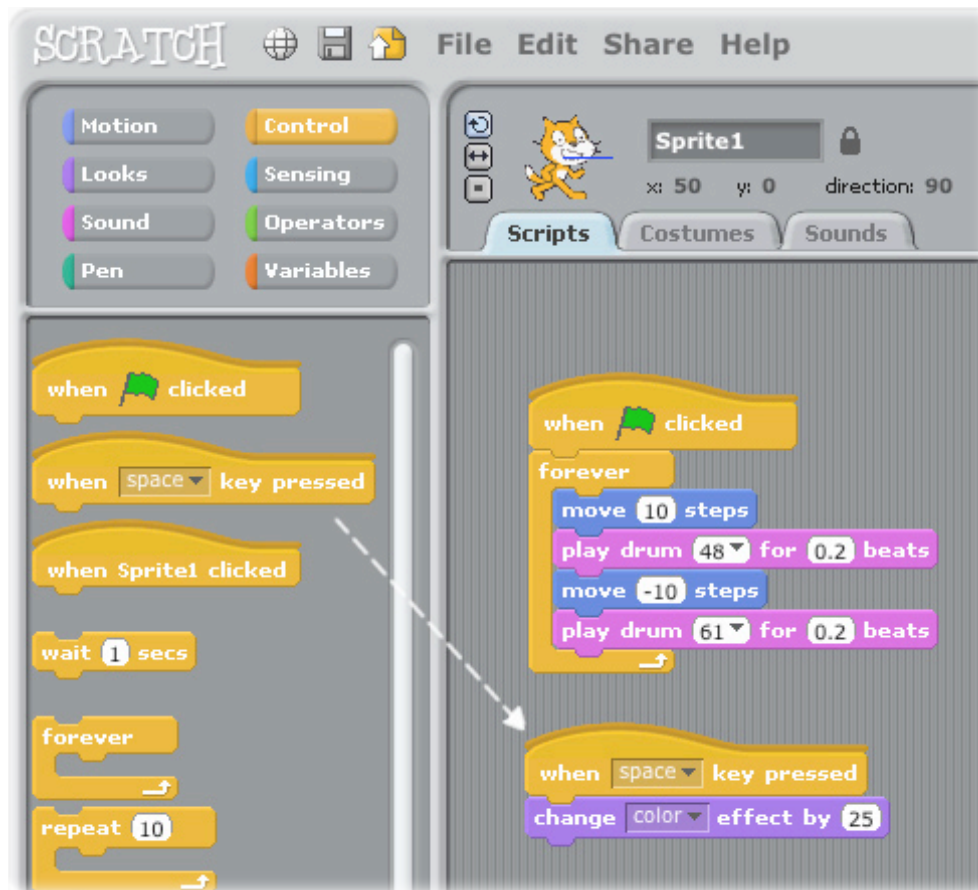 SCRATCH File Edit Share Help
Motion Control
Looks Sensing
Sound Operators
Pen Variables
Sprite1
x: 50 y: 0 direction: 90
Scripts Costumes Sounds
when clicked
when space key pressed
when Sprite1 clicked
wait 1 secs
forever
repeat 10
when clicked
forever
move 10 steps
play drum 48 for 0.2 beats
move -10 steps
play drum 61 for 0.2 beats
when space key pressed
change color effect by 25